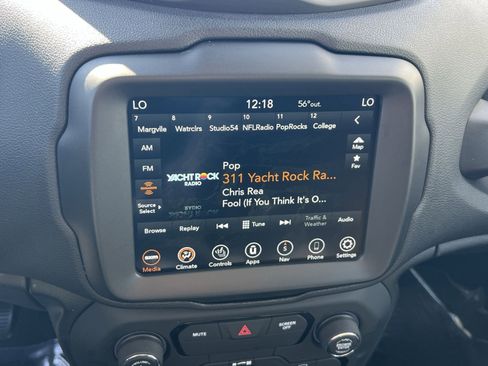 LO 12:18 56°out. LO
7 8 9 10 11 12
Margvlle Watrclrs Studio54 NFLRadio PopRocks College
AM
Map
FM
Fav
Pop
YACHT ROCK
RADIO
311 Yacht Rock Ra...
Chris Rea
Fool (If You Think It's O...
Source
Select
Browse Replay Tune Traffic & Audio
Weather
Media Climate Controls Apps Nav Phone Settings
MUTE SCREEN
OFF